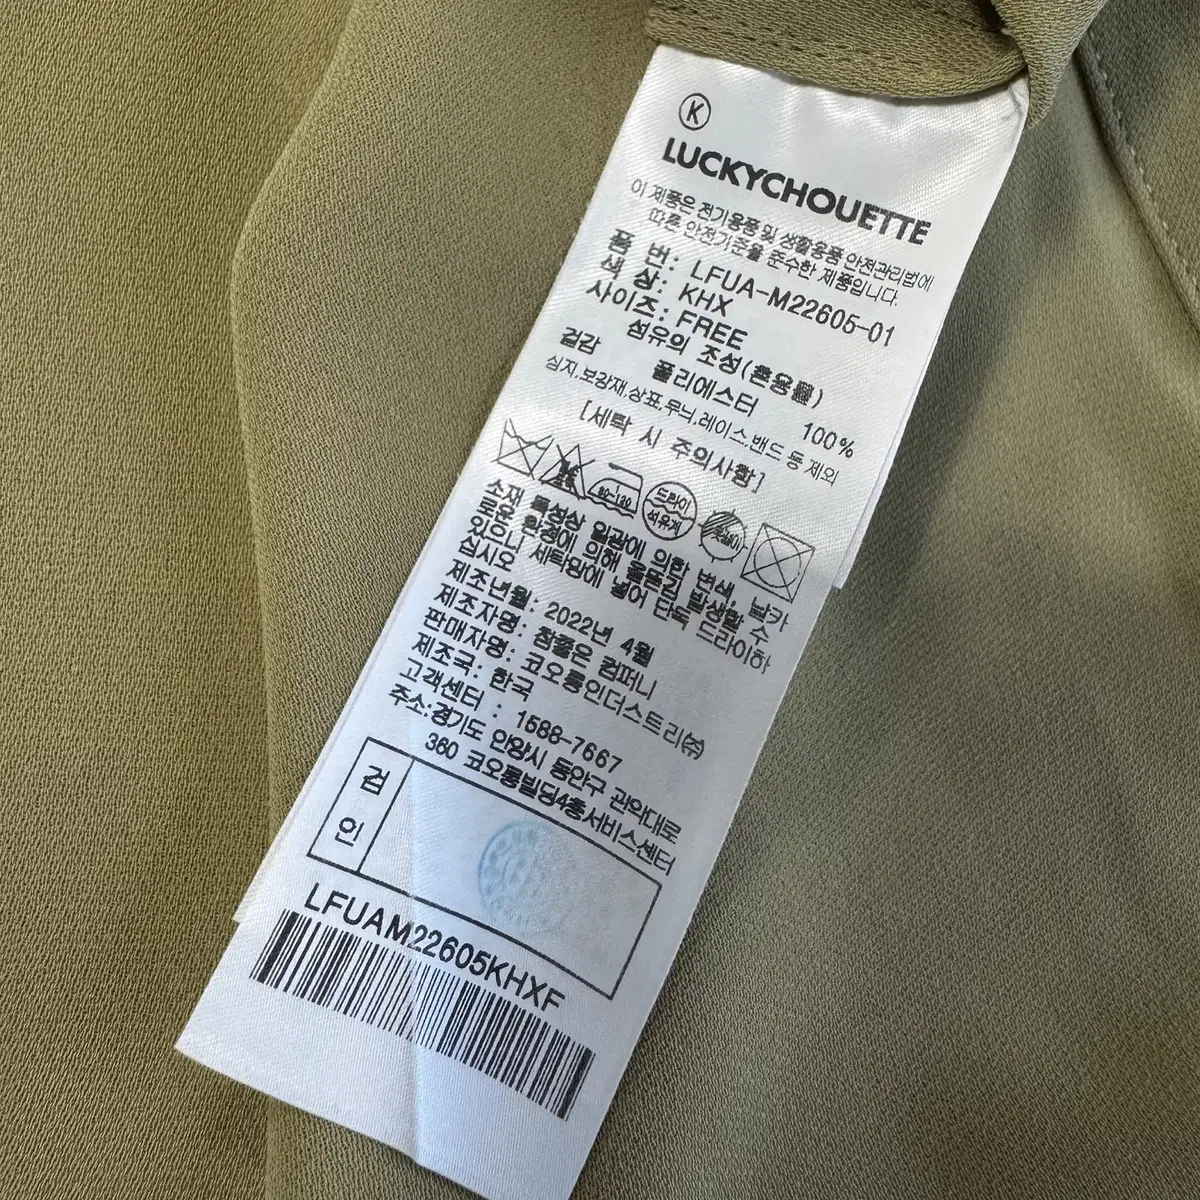 K
LUCKYCHOUETTE
이 제품은 전기용품및 생활용품 안전관리법에
따른 안전기준을 준수한 제품입니다.
품 번: LFUA-M22605-01
색 상: KHX
사이즈: FREE
섬유의 조성(혼용률)
겉감 폴리에스터 100%
심지,보강재,상표,무늬,레이스,밴드 등 제외
[세탁 시 주의사항]
80-120
드라이
석유계
소재 특성상 일광에 의한 변색, 날카
로운 환경에 의해 올뜯김 발생할 수
있으니 세탁망에 넣어 단독 드라이하
십시오
제조년월: 2022년 4월
제조자명: 참좋은 컴퍼니
판매자명: 코오롱인더스트리㈜
제조국: 한국
고객센터 : 1588-7667
주소:경기도 안양시 동안구 관악대로
360 코오롱빌딩4층서비스센터
검
인
LFUAM22605KHXF